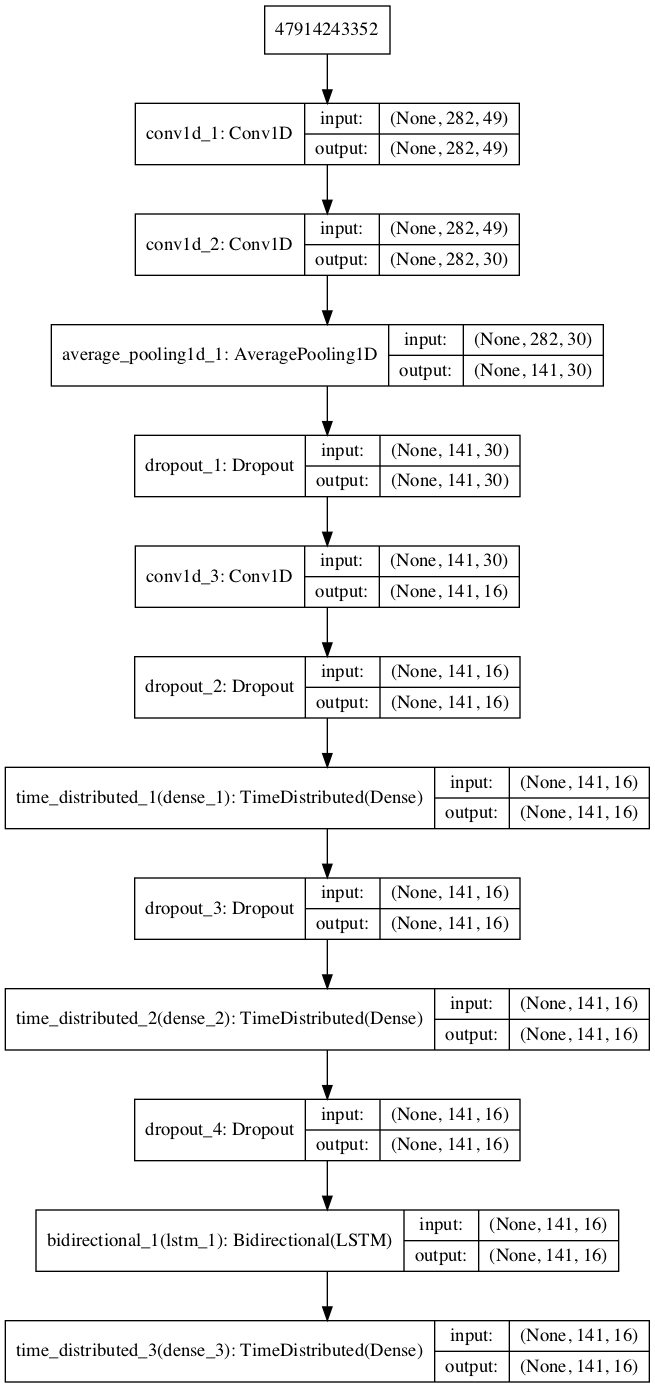 47914243352
conv1d_1: Conv1D
input: (None, 282, 49)
output: (None, 282, 49)
conv1d_2: Conv1D
input: (None, 282, 49)
output: (None, 282, 30)
average_pooling1d_1: AveragePooling1D
input: (None, 282, 30)
output: (None, 141, 30)
dropout_1: Dropout
input: (None, 141, 30)
output: (None, 141, 30)
conv1d_3: Conv1D
input: (None, 141, 30)
output: (None, 141, 16)
dropout_2: Dropout
input: (None, 141, 16)
output: (None, 141, 16)
time_distributed_1(dense_1): TimeDistributed(Dense)
input: (None, 141, 16)
output: (None, 141, 16)
dropout_3: Dropout
input: (None, 141, 16)
output: (None, 141, 16)
time_distributed_2(dense_2): TimeDistributed(Dense)
input: (None, 141, 16)
output: (None, 141, 16)
dropout_4: Dropout
input: (None, 141, 16)
output: (None, 141, 16)
bidirectional_1(lstm_1): Bidirectional(LSTM)
input: (None, 141, 16)
output: (None, 141, 16)
time_distributed_3(dense_3): TimeDistributed(Dense)
input: (None, 141, 16)
output: (None, 141, 16)